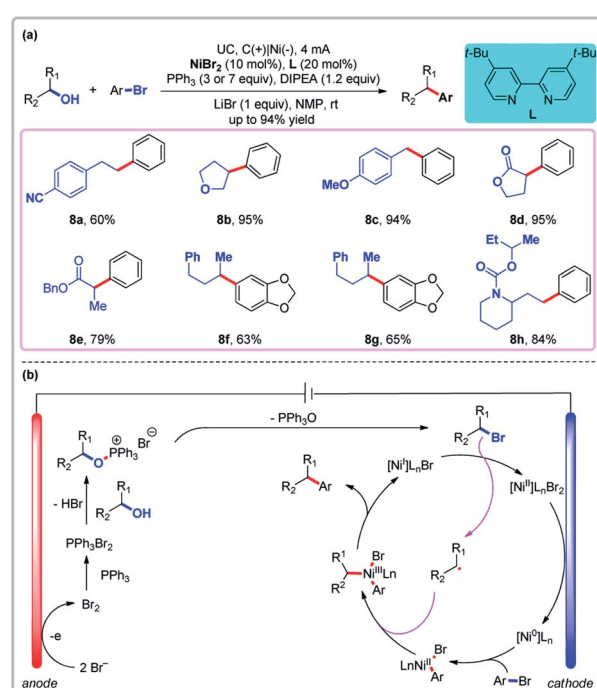 (a)
UC, C(+)|Ni(-), 4 mA
NiBr2 (10 mol%), L (20 mol%)
PPh3 (3 or 7 equiv), DIPEA (1.2 equiv)
LiBr (1 equiv), NMP, rt
up to 94% yield
R1
R2 OH + Ar-Br
R1
R2 Ar
t-Bu t-Bu
N N
L
CN
8a, 60%
O
8b, 95%
MeO
8c, 94%
O
O
8d, 95%
O
BnO
Me
8e, 79%
Ph Me
O
O
8f, 63%
Ph Me
O
O
8g, 65%
Et Me
O O
N
8h, 84%
(b)
- PPh3O
R1
R2 O PPh3 Br−
+
- HBr
R1
R2 OH
PPh3Br2
PPh3
Br2
-e
2 Br−
anode
R1
R2 Br
[NiI]LnBr
[NiII]LnBr2
R1
R2 Ar
R1 Br
R2 NiIIILn
Ar
R1
R2
[Ni0]Ln
LnNiII Br
Ar
Ar-Br
cathode